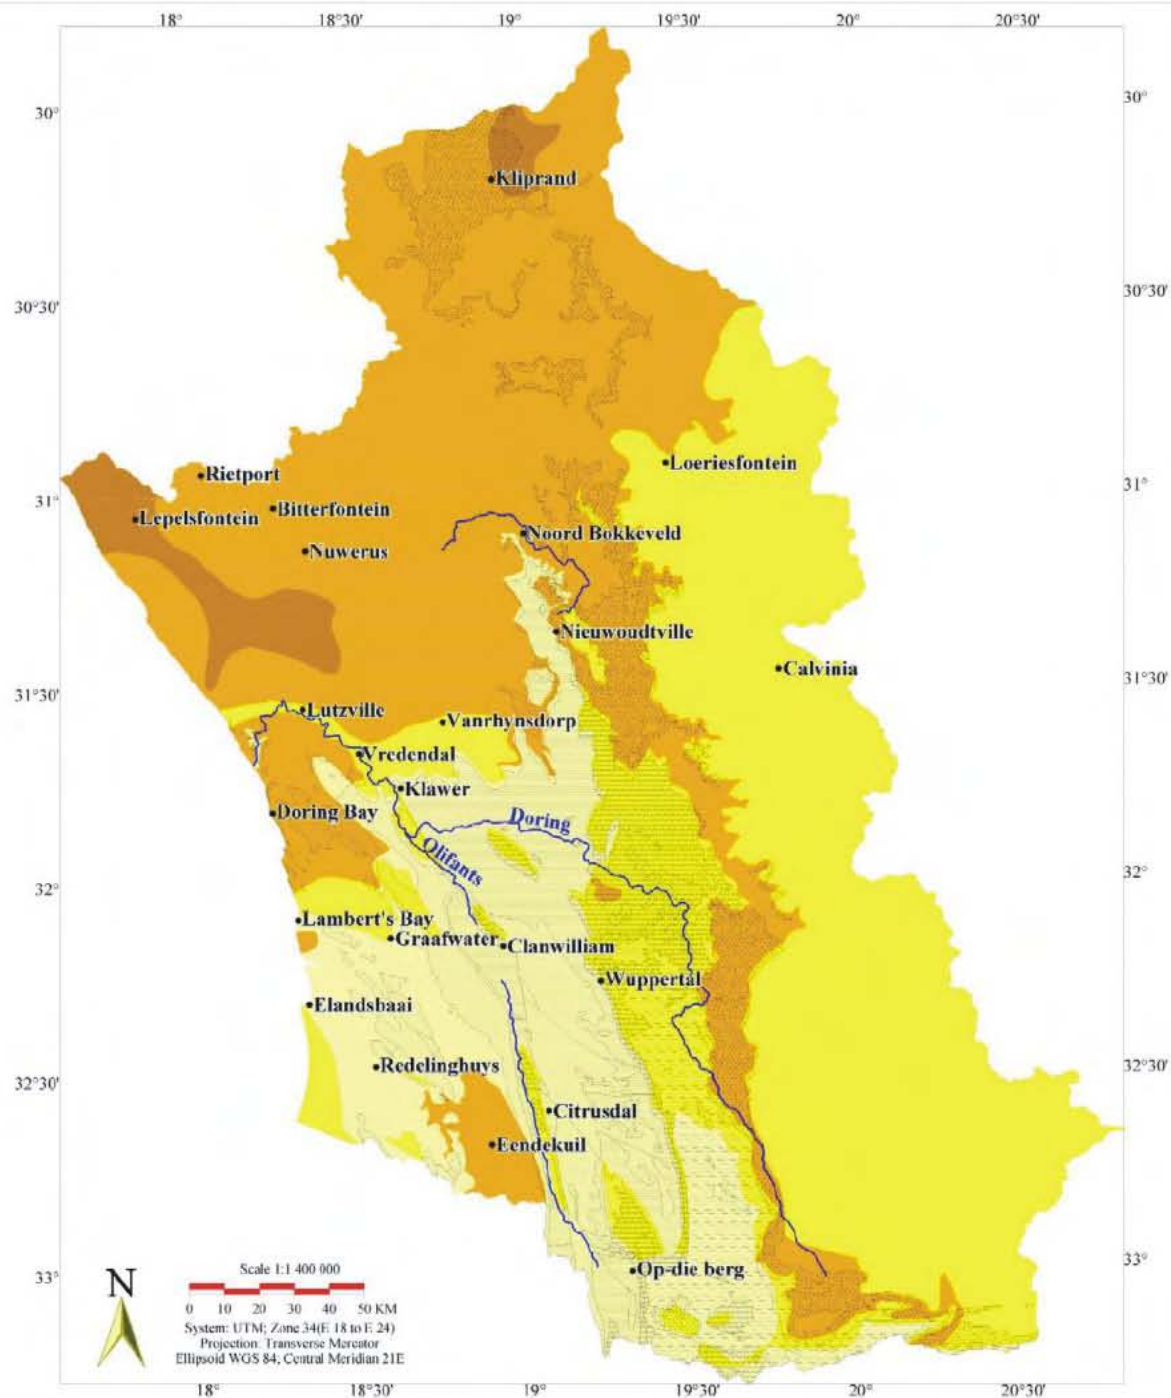 18° 18°30' 19° 19°30' 20° 20°30'
30° 30°
Kliprand
30°30' 30°30'
Loeriesfontein
Rietport
31° 31°
Bitterfontein
Lepelsfontein
Noord Bokkeveld
Nuwerus
Nieuwoudtville
Calvinia
31°30' 31°30'
Lutzville
Vanrhynsdorp
Vredendal
Klawer
Doring Bay
Doring
Olifants
32° 32°
Lambert's Bay
Graafwater
Clanwilliam
Wuppertal
Elandsbaai
Redelinghuys
32°30' 32°30'
Citrusdal
Eendekuil
33° 33°
Op-die berg
N
Scale 1:1 400 000
0 10 20 30 40 50 KM
System: UTM; Zone 34(E 18 to E 24)
Projection: Transverse Mercator
Ellipsoid WGS 84; Central Meridian 21E
18° 18°30' 19° 19°30' 20° 20°30'